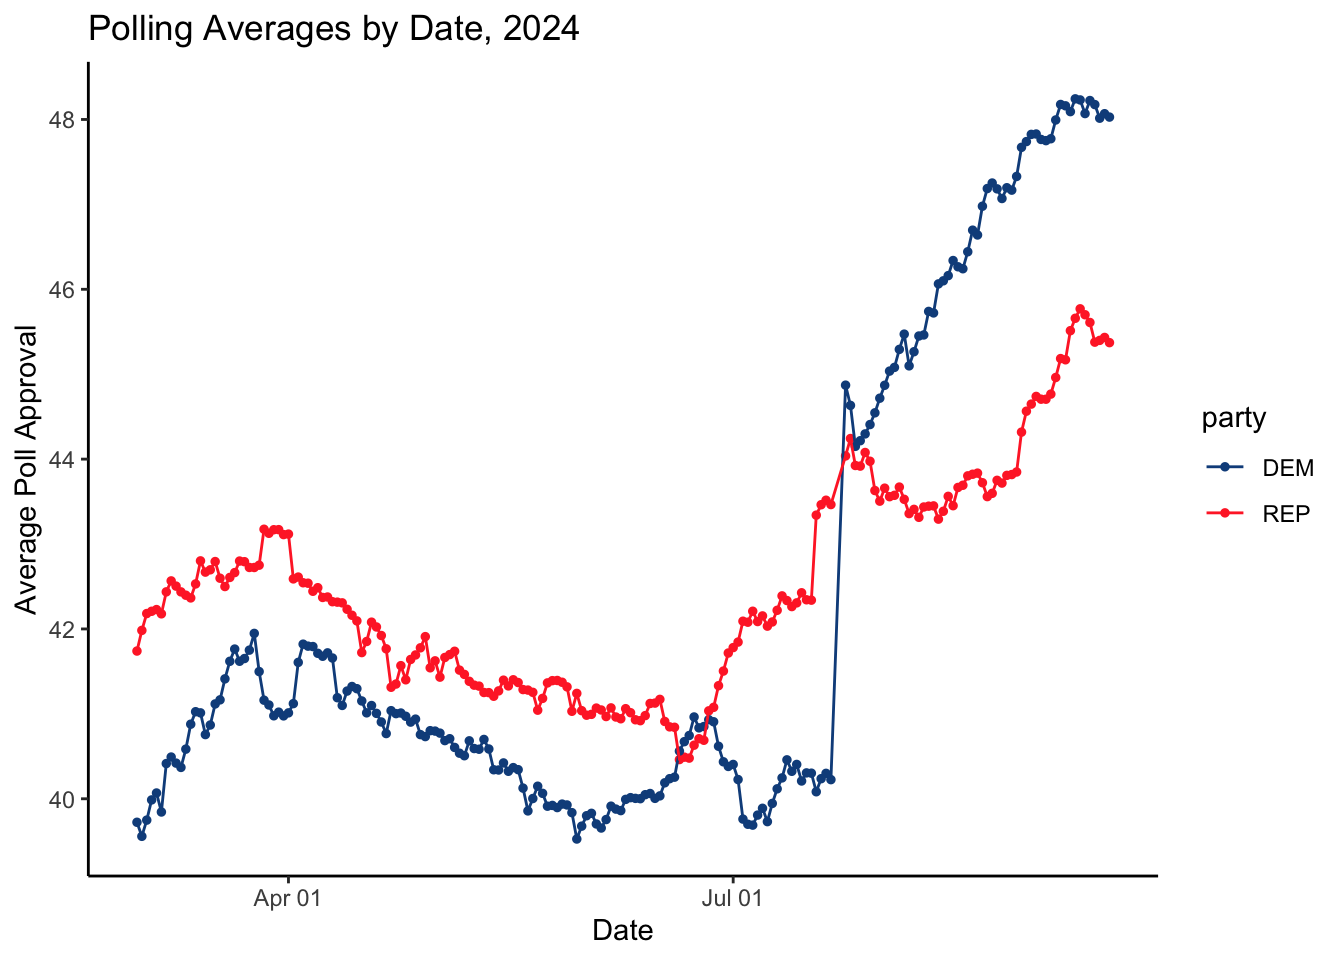 Polling Averages by Date, 2024
Average Poll Approval
48
46
44
42
40
Apr 01
Jul 01
Date
party
DEM
REP